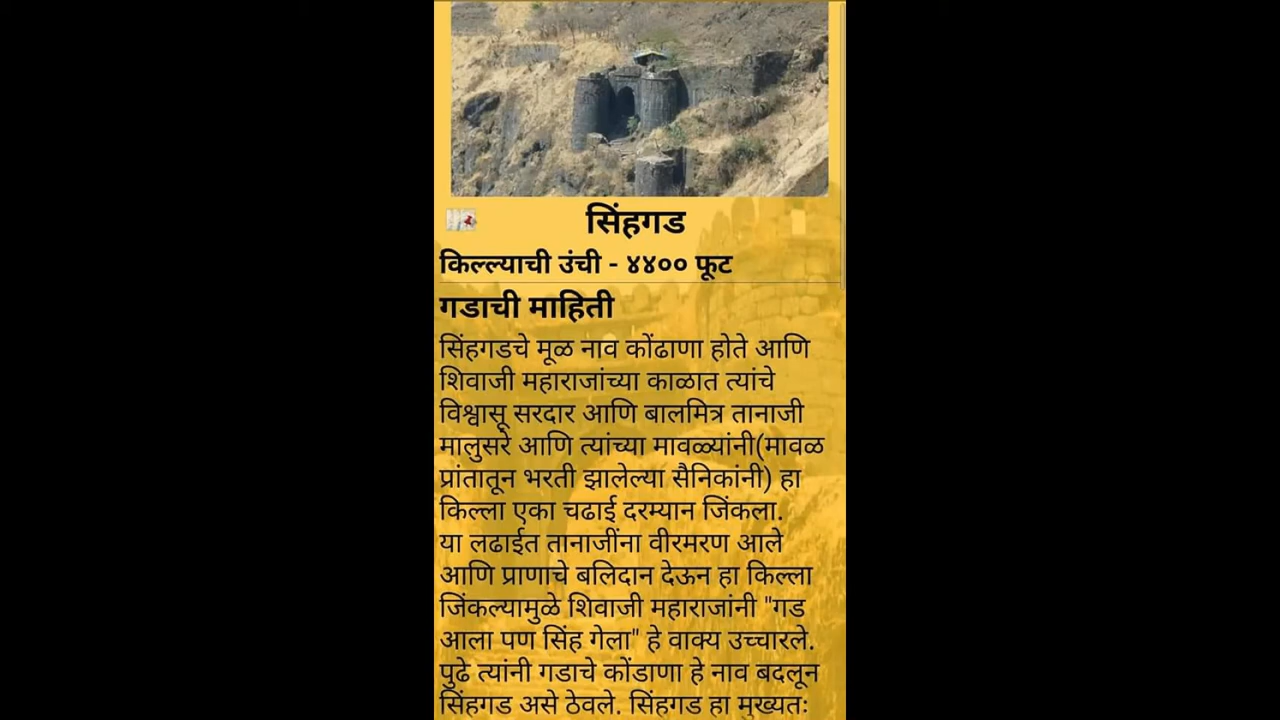 सिंहगड
किल्ल्याची उंची - ४४०० फूट
गडाची माहिती
सिंहगडचे मूळ नाव कोंढाणा होते आणि
शिवाजी महाराजांच्या काळात त्यांचे
विश्वासू सरदार आणि बालमित्र तानाजी
मालुसरे आणि त्यांच्या मावळ्यांनी(मावळ
प्रांतातून भरती झालेल्या सैनिकांनी) हा
किल्ला एका चढाई दरम्यान जिंकला.
या लढाईत तानाजींना वीरमरण आले
आणि प्राणाचे बलिदान देऊन हा किल्ला
जिंकल्यामुळे शिवाजी महाराजांनी "गड
आला पण सिंह गेला" हे वाक्य उच्चारले.
पुढे त्यांनी गडाचे कोंडाणा हे नाव बदलून
सिंहगड असे ठेवले. सिंहगड हा मुख्यतः